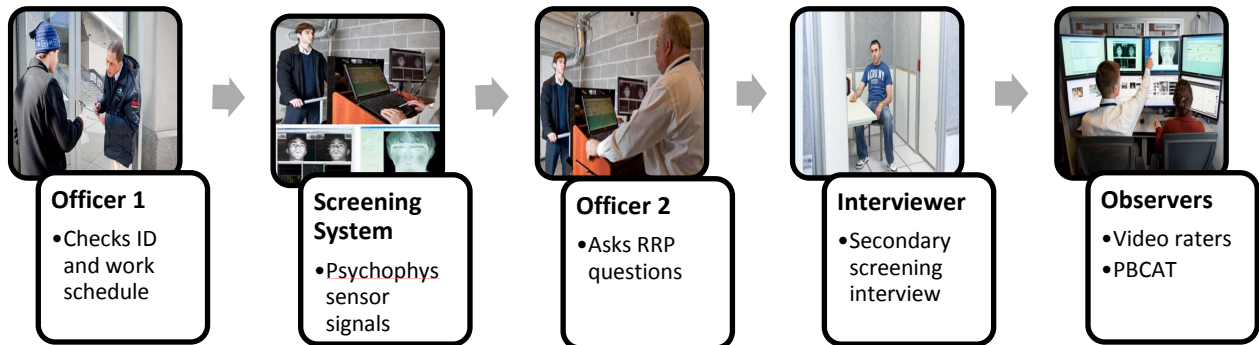 Officer 1
•Checks ID
and work
schedule
Screening
System
•Psychophys
sensor
signals
Officer 2
•Asks RRP
questions
Interviewer
•Secondary
screening
interview
Observers
•Video raters
•PBCAT